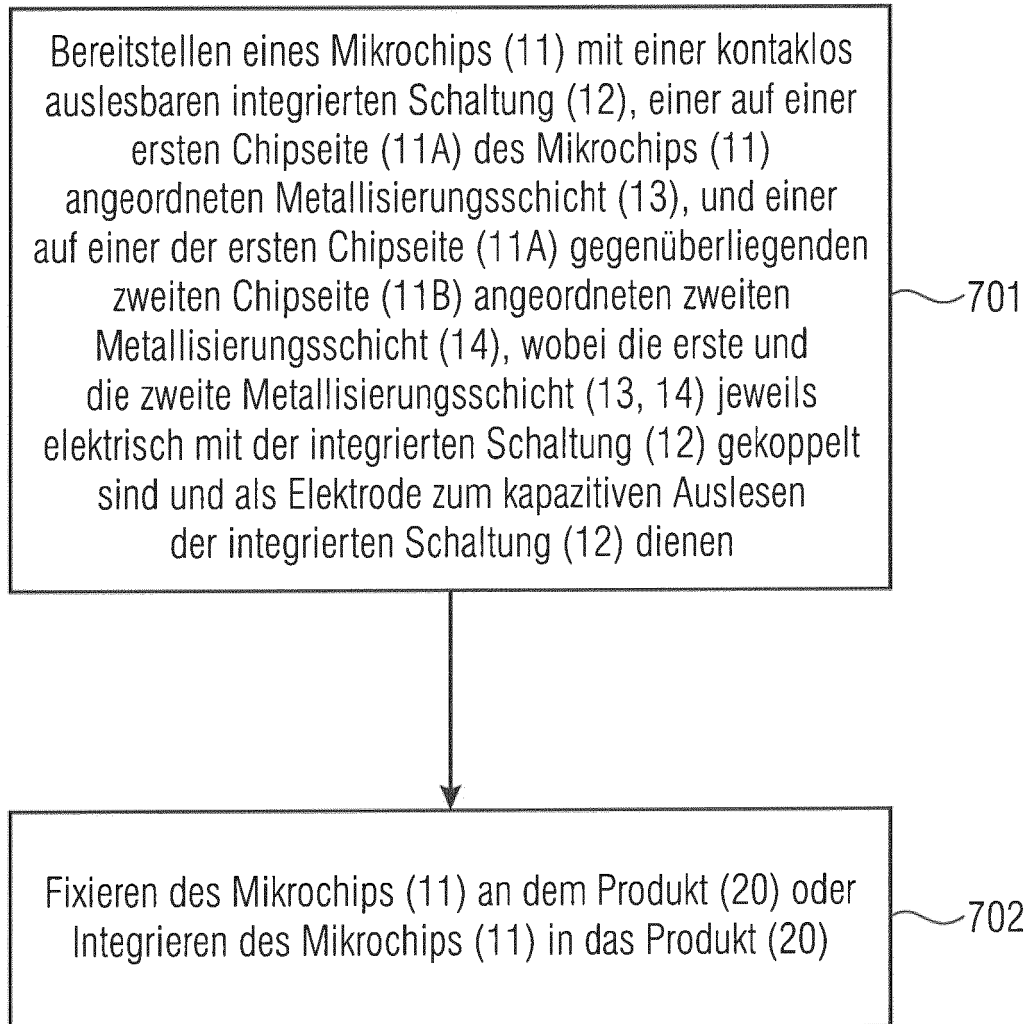 Bereitstellen eines Mikrochips (11) mit einer kontaklos
auslesbaren integrierten Schaltung (12), einer auf einer
ersten Chipseite (11A) des Mikrochips (11)
angeordneten Metallisierungsschicht (13), und einer
auf einer der ersten Chipseite (11A) gegenüberliegenden
zweiten Chipseite (11B) angeordneten zweiten
Metallisierungsschicht (14), wobei die erste und
die zweite Metallisierungsschicht (13, 14) jeweils
elektrisch mit der integrierten Schaltung (12) gekoppelt
sind und als Elektrode zum kapazitiven Auslesen
der integrierten Schaltung (12) dienen
701
Fixieren des Mikrochips (11) an dem Produkt (20) oder
Integrieren des Mikrochips (11) in das Produkt (20)
702